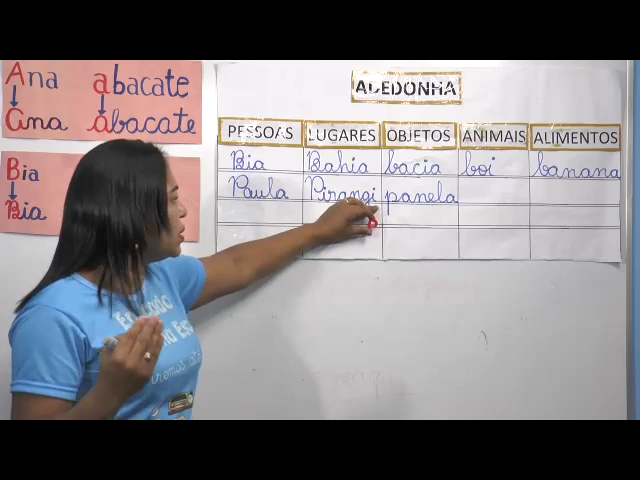 Ana abacate
Ana abacate
Bia
Bia
ADEDONHA
PESSOAS LUGARES OBJETOS ANIMAIS ALIMENTOS
Bia Bahia bacia boi banana
Paula Pirangi panela